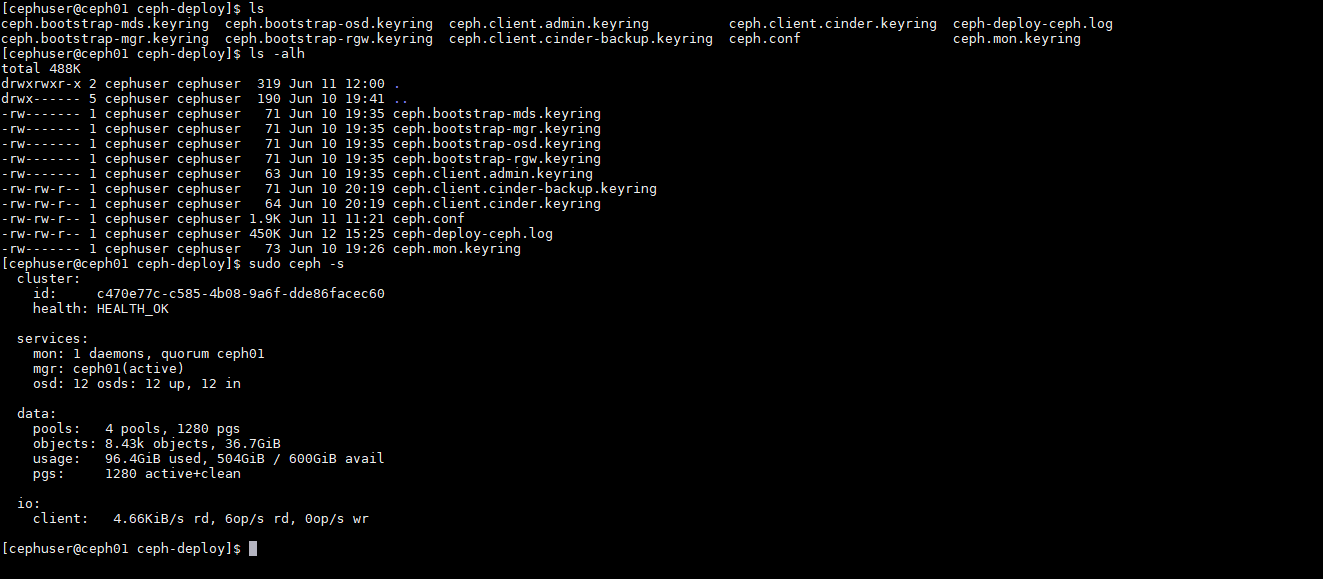 [cephuser@ceph01 ceph-deploy]$ ls
ceph.bootstrap-mds.keyring  ceph.bootstrap-osd.keyring  ceph.client.admin.keyring          ceph.client.cinder.keyring  ceph-deploy-ceph.log
ceph.bootstrap-mgr.keyring  ceph.bootstrap-rgw.keyring  ceph.client.cinder-backup.keyring  ceph.conf                   ceph.mon.keyring
[cephuser@ceph01 ceph-deploy]$ ls -alh
total 488K
drwxrwxr-x 2 cephuser cephuser  319 Jun 11 12:00 .
drwx------ 5 cephuser cephuser  190 Jun 10 19:41 ..
-rw------- 1 cephuser cephuser   71 Jun 10 19:35 ceph.bootstrap-mds.keyring
-rw------- 1 cephuser cephuser   71 Jun 10 19:35 ceph.bootstrap-mgr.keyring
-rw------- 1 cephuser cephuser   71 Jun 10 19:35 ceph.bootstrap-osd.keyring
-rw------- 1 cephuser cephuser   71 Jun 10 19:35 ceph.bootstrap-rgw.keyring
-rw------- 1 cephuser cephuser   63 Jun 10 19:35 ceph.client.admin.keyring
-rw-rw-r-- 1 cephuser cephuser   71 Jun 10 20:19 ceph.client.cinder-backup.keyring
-rw-rw-r-- 1 cephuser cephuser   64 Jun 10 20:19 ceph.client.cinder.keyring
-rw-rw-r-- 1 cephuser cephuser 1.9K Jun 11 11:21 ceph.conf
-rw-rw-r-- 1 cephuser cephuser 450K Jun 12 15:25 ceph-deploy-ceph.log
-rw------- 1 cephuser cephuser   73 Jun 10 19:26 ceph.mon.keyring
[cephuser@ceph01 ceph-deploy]$ sudo ceph -s
  cluster:
    id:     c470e77c-c585-4b08-9a6f-dde86facec60
    health: HEALTH_OK
  services:
    mon: 1 daemons, quorum ceph01
    mgr: ceph01(active)
    osd: 12 osds: 12 up, 12 in
  data:
    pools:   4 pools, 1280 pgs
    objects: 8.43k objects, 36.7GiB
    usage:   96.4GiB used, 504GiB / 600GiB avail
    pgs:     1280 active+clean
  io:
    client:   4.66KiB/s rd, 6op/s rd, 0op/s wr
[cephuser@ceph01 ceph-deploy]$